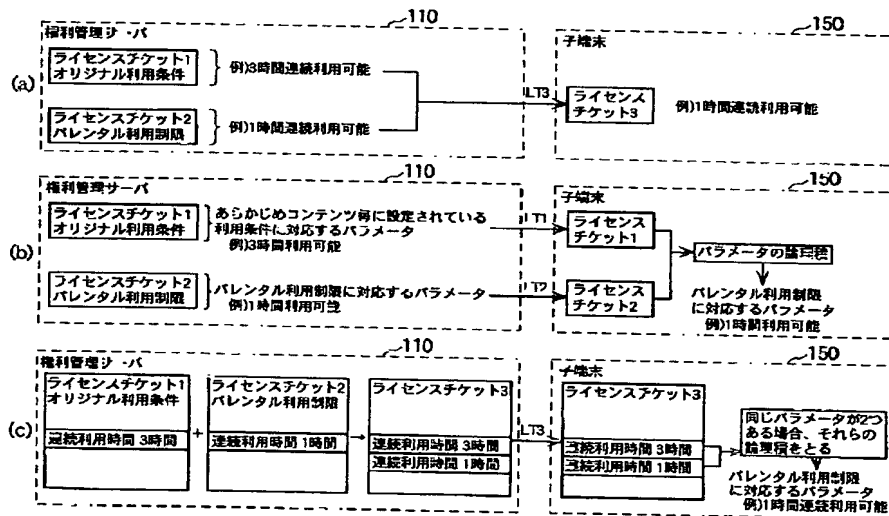 110
150
権利管理サーバ
子端末
(a)
ライセンスチケット1
オリジナル利用条件
例)3時間連続利用可能
ライセンスチケット2
パレンタル利用制限
例)1時間連続利用可能
LT3
ライセンス
チケット3
例)1時間連続利用可能
110
150
権利管理サーバ
子端末
(b)
ライセンスチケット1
オリジナル利用条件
あらかじめコンテンツ毎に設定されている
利用条件に対応するパラメータ
例)3時間利用可能
LT1
ライセンス
チケット1
ライセンスチケット2
パレンタル利用制限
パレンタル利用制限に対応するパラメータ
例)1時間利用可能
LT2
ライセンス
チケット2
パラメータの論理積
パレンタル利用制限
に対応するパラメータ
例)1時間利用可能
110
150
権利管理サーバ
子端末
(c)
ライセンスチケット1
オリジナル利用条件
連続利用時間 3時間
+
ライセンスチケット2
パレンタル利用制限
連続利用時間 1時間
ライセンスチケット3
連続利用時間 3時間
連続利用時間 1時間
LT3
ライセンスチケット3
連続利用時間 3時間
連続利用時間 1時間
同じパラメータが2つ
ある場合、それらの
論理積をとる
パレンタル利用制限
に対応するパラメータ
例)1時間連続利用可能